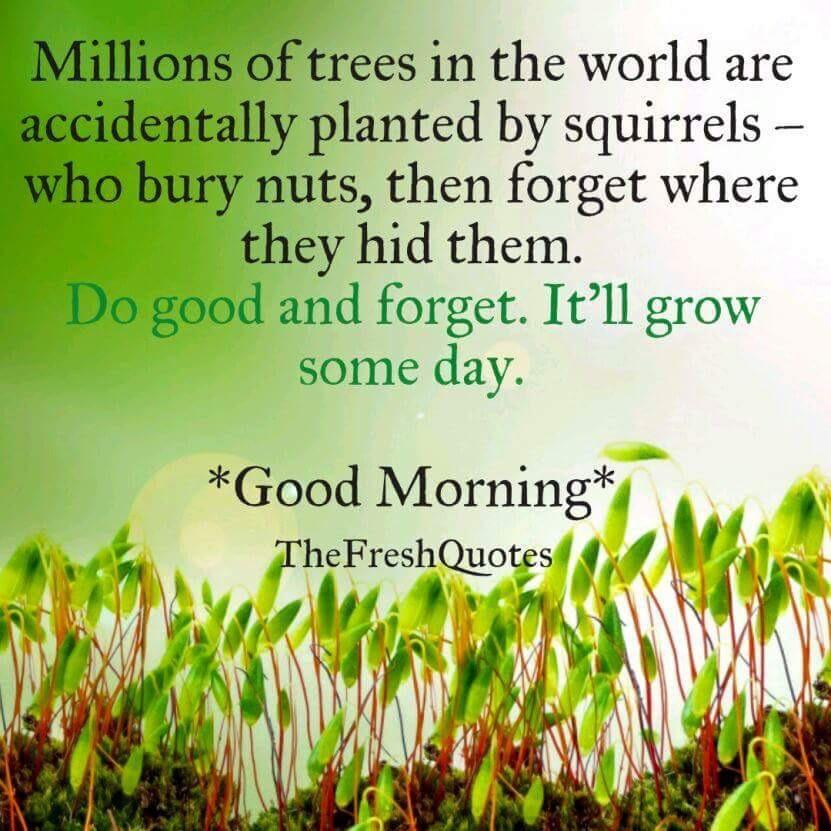 Millions of trees in the world are
accidentally planted by squirrels –
who bury nuts, then forget where
they hid them.
Do good and forget. It’ll grow
some day.
*Good Morning*
TheFreshQuotes